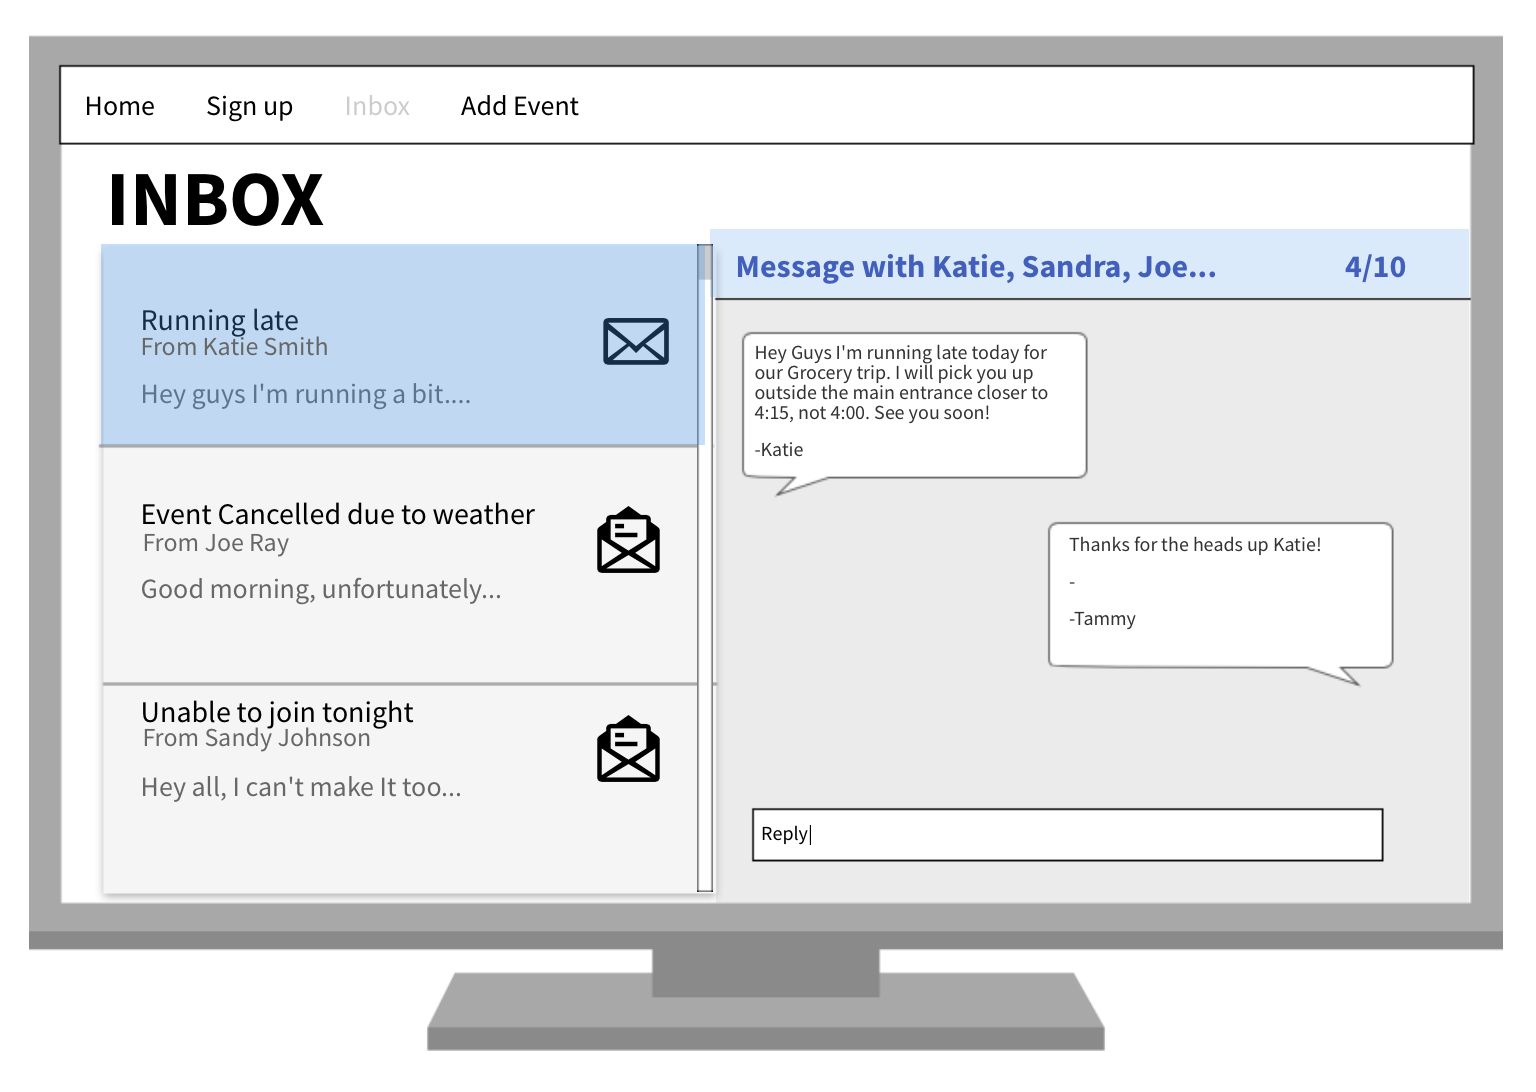 Home Sign up Inbox Add Event
INBOX
Running late
From Katie Smith
Hey guys I'm running a bit....
Event Cancelled due to weather
From Joe Ray
Good morning, unfortunately...
Unable to join tonight
From Sandy Johnson
Hey all, I can't make It too...
Message with Katie, Sandra, Joe... 4/10
Hey Guys I'm running late today for
our Grocery trip. I will pick you up
outside the main entrance closer to
4:15, not 4:00. See you soon!
-Katie
Thanks for the heads up Katie!
-
-Tammy
Reply|